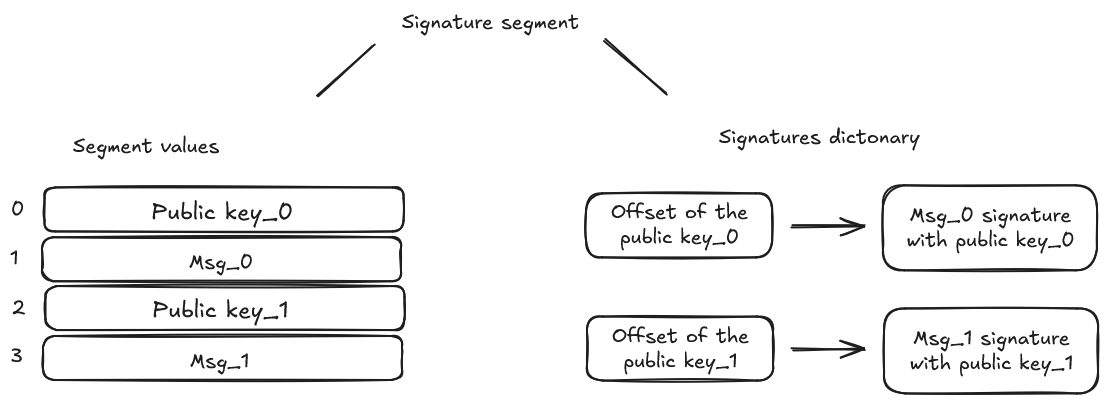 Signature segment
Segment values
0
Public key_0
1
Msg_0
2
Public key_1
3
Msg_1
Signatures dictonary
Offset of the
public key_0
Msg_0 signature
with public key_0
Offset of the
public key_1
Msg_1 signature
with public key_1